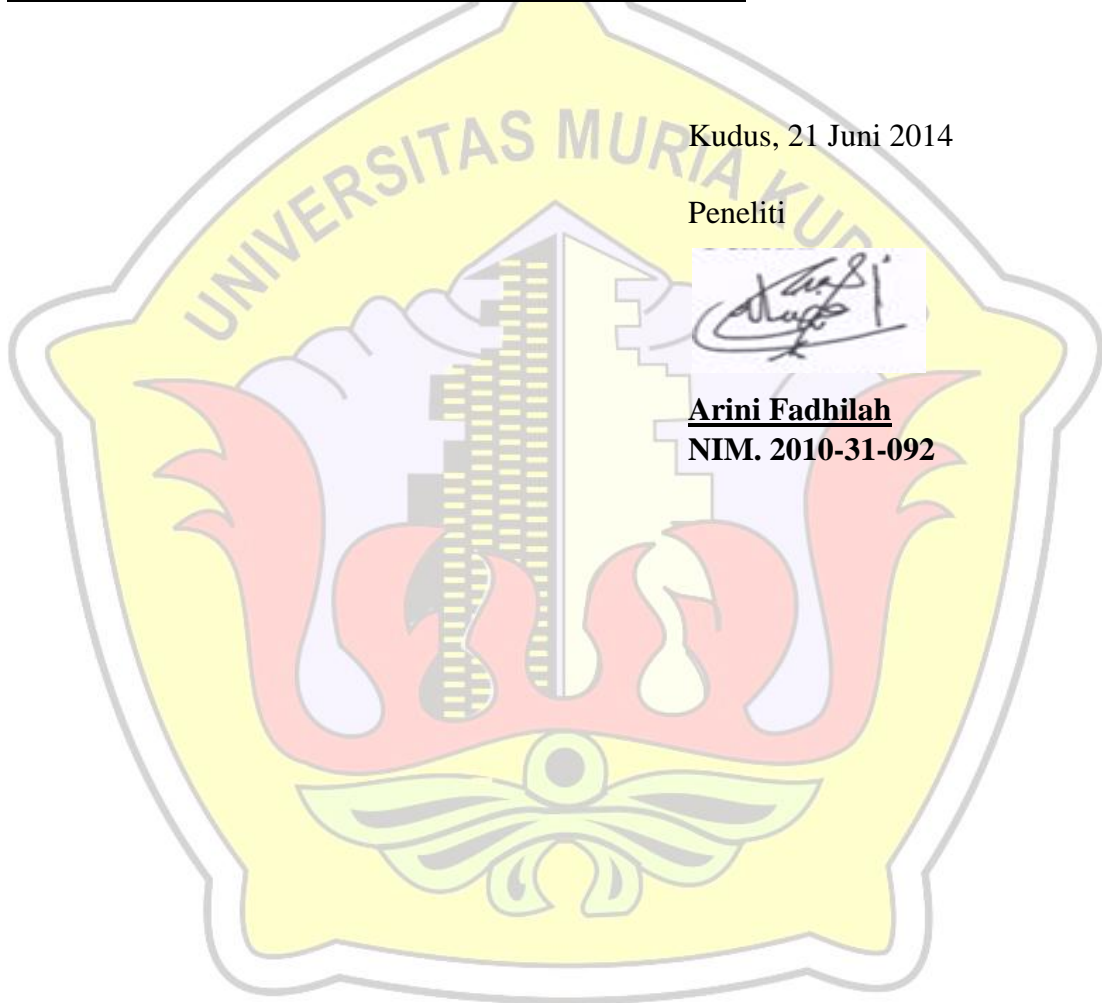 Kudus, 21 Juni 2014
UNIVERSITAS MURIA KUDUS
Peneliti
Arini Fadhilah
NIM. 2010-31-092